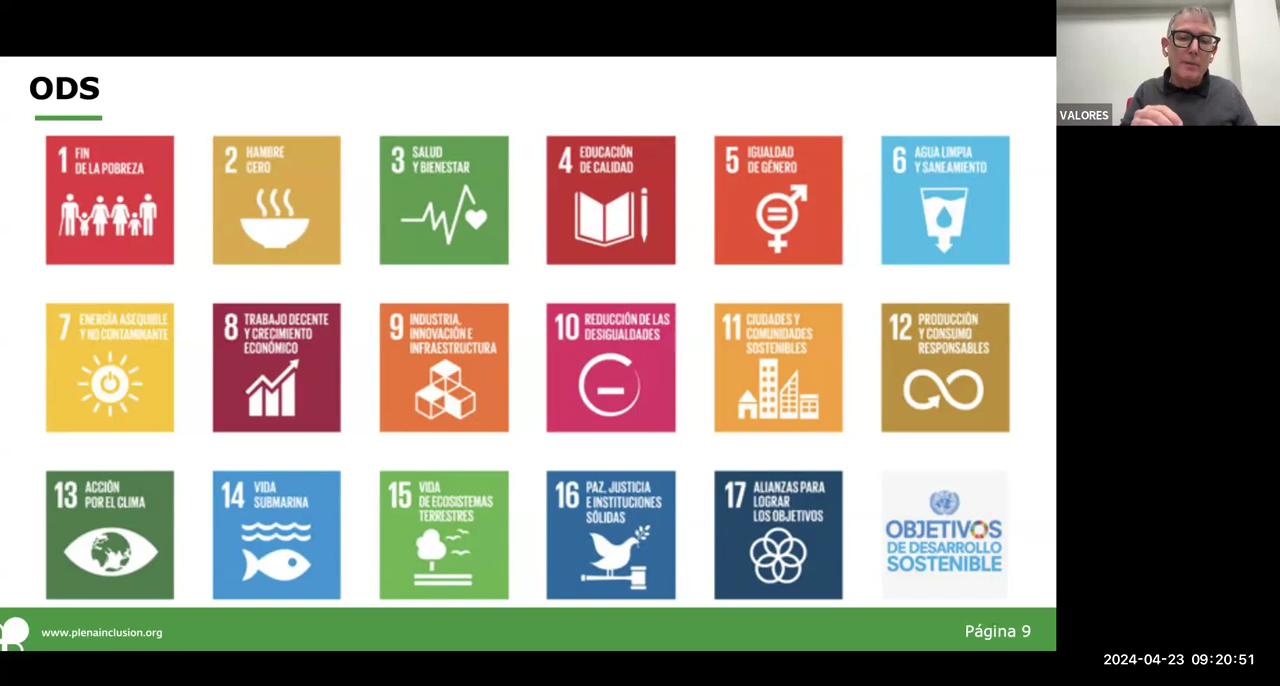 ODS
1 FIN
DE LA POBREZA
2 HAMBRE
CERO
3 SALUD
Y BIENESTAR
4 EDUCACIÓN
DE CALIDAD
5 IGUALDAD
DE GÉNERO
6 AGUA LIMPIA
Y SANEAMIENTO
7 ENERGÍA ASEQUIBLE
Y NO CONTAMINANTE
8 TRABAJO DECENTE
Y CRECIMIENTO
ECONÓMICO
9 INDUSTRIA,
INNOVACIÓN E
INFRAESTRUCTURA
10 REDUCCIÓN DE LAS
DESIGUALDADES
11 CIUDADES Y
COMUNIDADES
SOSTENIBLES
12 PRODUCCIÓN
Y CONSUMO
RESPONSABLES
13 ACCIÓN
POR EL CLIMA
14 VIDA
SUBMARINA
15 VIDA
DE ECOSISTEMAS
TERRESTRES
16 PAZ, JUSTICIA
E INSTITUCIONES
SÓLIDAS
17 ALIANZAS PARA
LOGRAR
LOS OBJETIVOS
OBJETIVOS
DE DESARROLLO
SOSTENIBLE
www.plenainclusion.org
Página 9
VALORES
2024-04-23 09:20:51